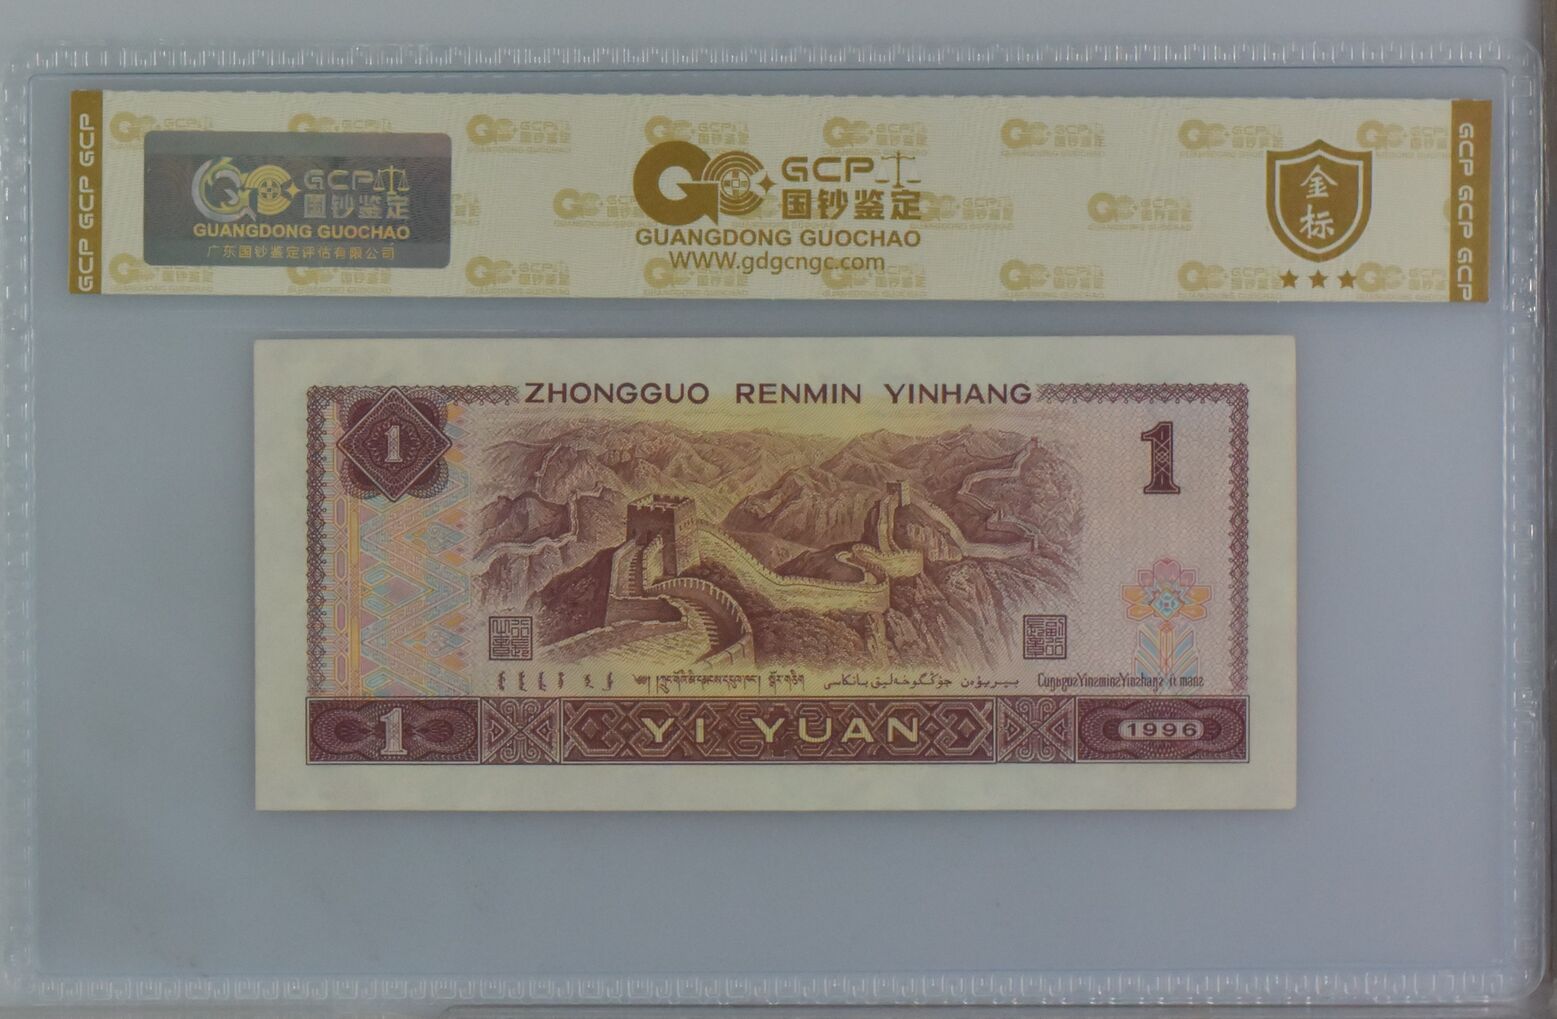 GCP 国钞鉴定
GUANGDONG GUOCHAO
广东国钞鉴定评估有限公司
GCP 国钞鉴定
GUANGDONG GUOCHAO
WWW.gdgcngc.com
金标
GCP GCP GCP
GCP GCP GCP
ZHONGGUO RENMIN YINHANG
1
1
1
YI YUAN
1996